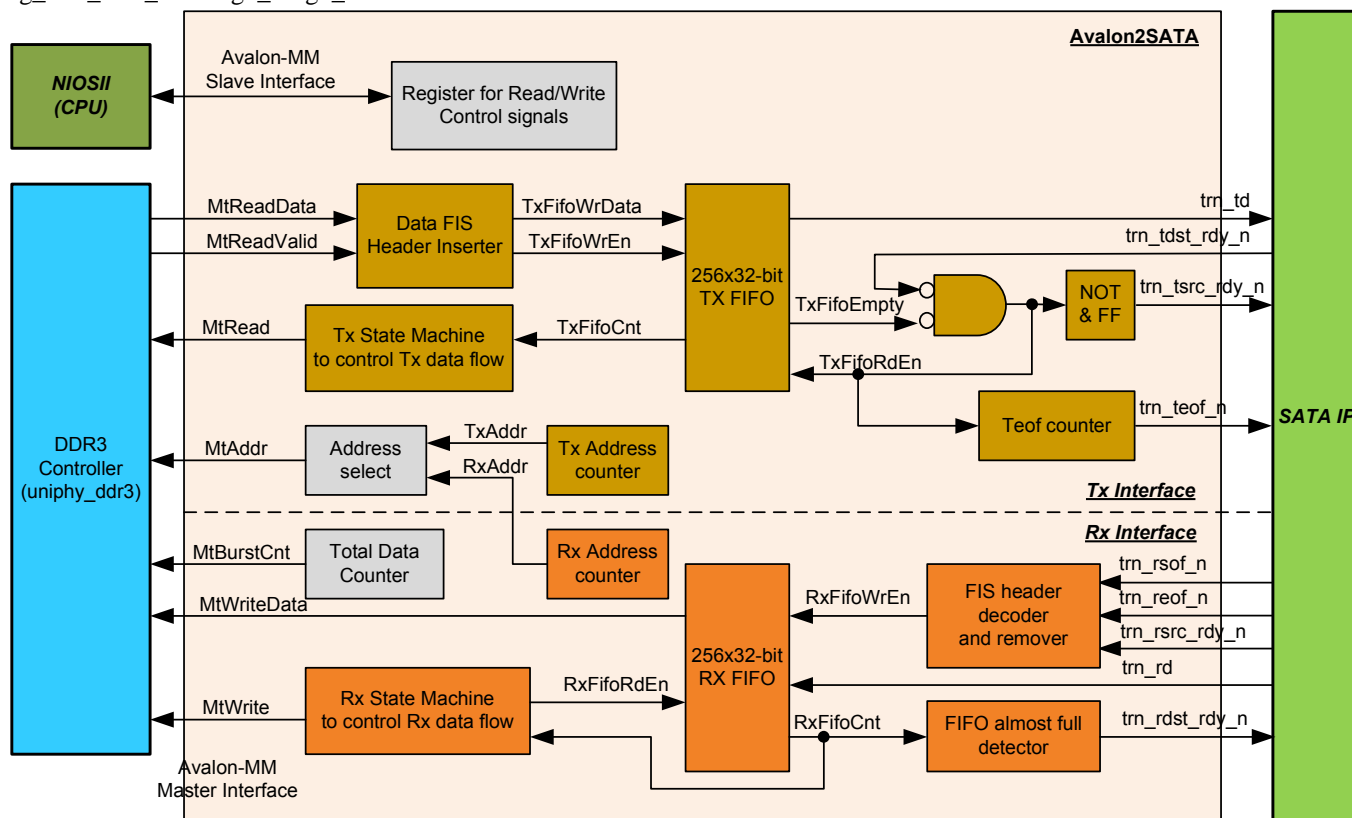 Avalon2SATA
NIOSII
(CPU)
Avalon-MM
Slave Interface
Register for Read/Write
Control signals
MtReadData
MtReadValid
Data FIS
Header Inserter
TxFifoWrData
TxFifoWrEn
256x32-bit
TX FIFO
trn_td
trn_tdst_rdy_n
TxFifoEmpty
NOT
& FF
trn_tsrc_rdy_n
MtRead
Tx State Machine
to control Tx data flow
TxFifoCnt
TxFifoRdEn
Teof counter
trn_teof_n
SATA IP
DDR3
Controller
(uniphy_ddr3)
MtAddr
Address
select
TxAddr
RxAddr
Tx Address
counter
Tx Interface
Rx Interface
MtBurstCnt
Total Data
Counter
Rx Address
counter
MtWriteData
256x32-bit
RX FIFO
RxFifoWrEn
FIS header
decoder
and remover
trn_rsof_n
trn_reof_n
trn_rsrc_rdy_n
trn_rd
MtWrite
Rx State Machine
to control Rx data flow
RxFifoRdEn
RxFifoCnt
FIFO almost full
detector
trn_rdst_rdy_n
Avalon-MM
Master Interface